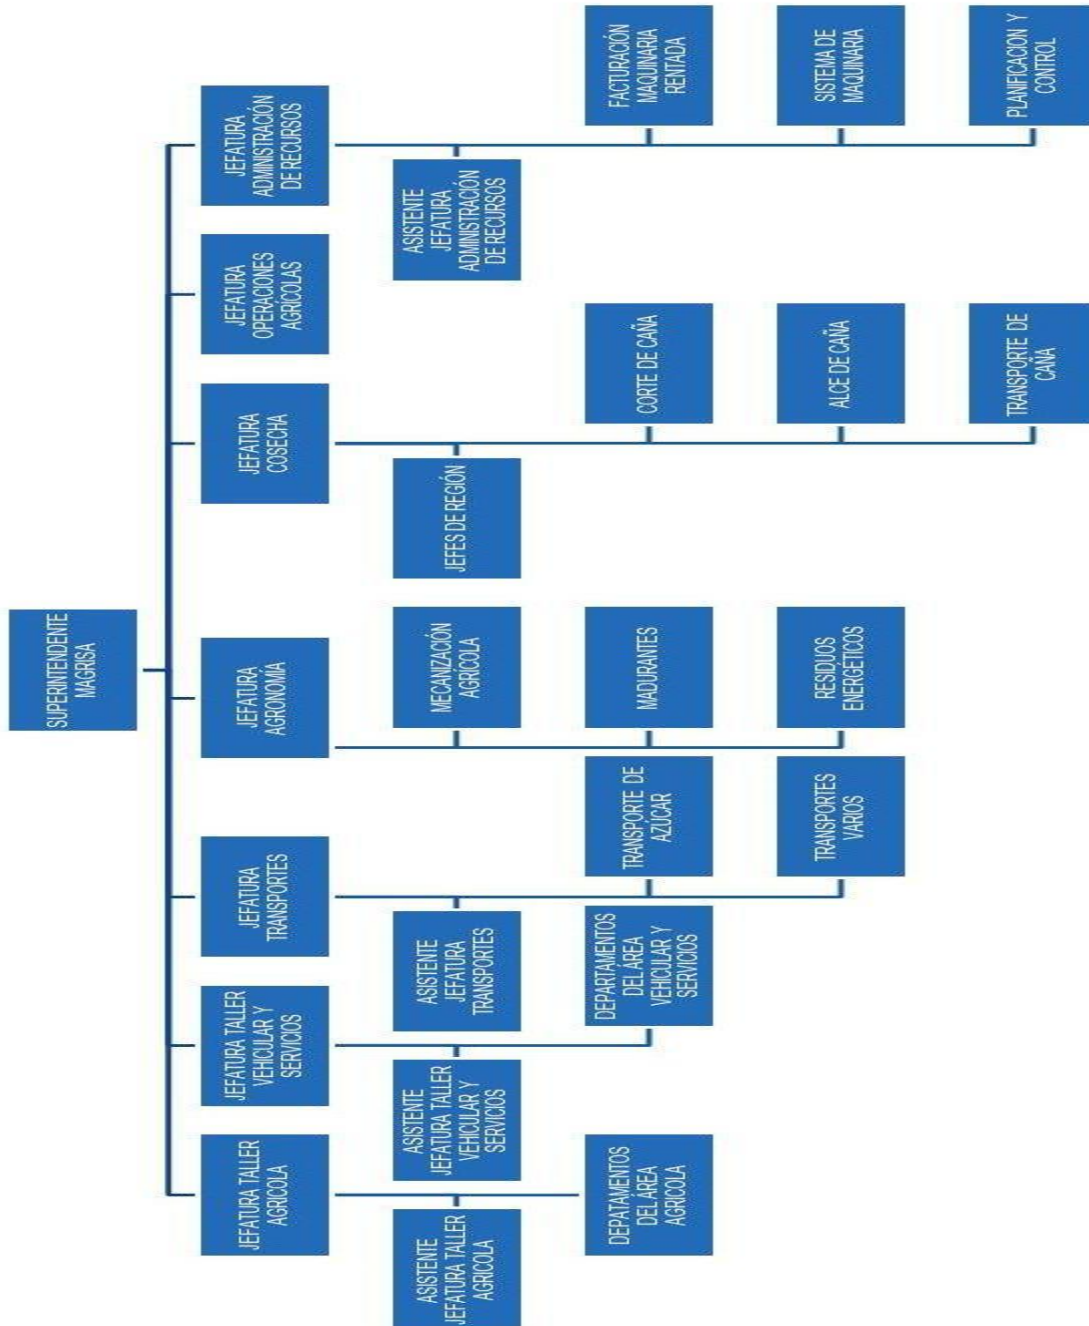 SUPERINTENDENTE
MAGRISA
JEFATURA TALLER
AGRICOLA
JEFATURA TALLER
VEHICULAR Y
SERVICIOS
JEFATURA
TRANSPORTES
JEFATURA
AGRONOMÍA
JEFATURA
COSECHA
JEFATURA
OPERACIONES
AGRÍCOLAS
JEFATURA
ADMINISTRACIÓN
DE RECURSOS
ASISTENTE
JEFATURA TALLER
AGRICOLA
ASISTENTE
JEFATURA TALLER
VEHICULAR Y
SERVICIOS
ASISTENTE
JEFATURA
TRANSPORTES
MECANIZACIÓN
AGRÍCOLA
JEFES DE REGIÓN
ASISTENTE
JEFATURA
ADMINISTRACIÓN
DE RECURSOS
DEPATAMENTOS
DEL ÁREA
AGRICOLA
DEPARTAMENTOS
DEL ÁREA
VEHICULAR Y
SERVICIOS
TRANSPORTE DE
AZÚCAR
MADURANTES
CORTE DE CAÑA
FACTURACIÓN
MAQUINARIA
RENTADA
TRANSPORTES
VARIOS
RESÍDUOS
ENERGÉTICOS
ALCE DE CAÑA
SISTEMA DE
MAQUINARIA
TRANSPORTE DE
CAÑA
PLANIFICACION Y
CONTROL